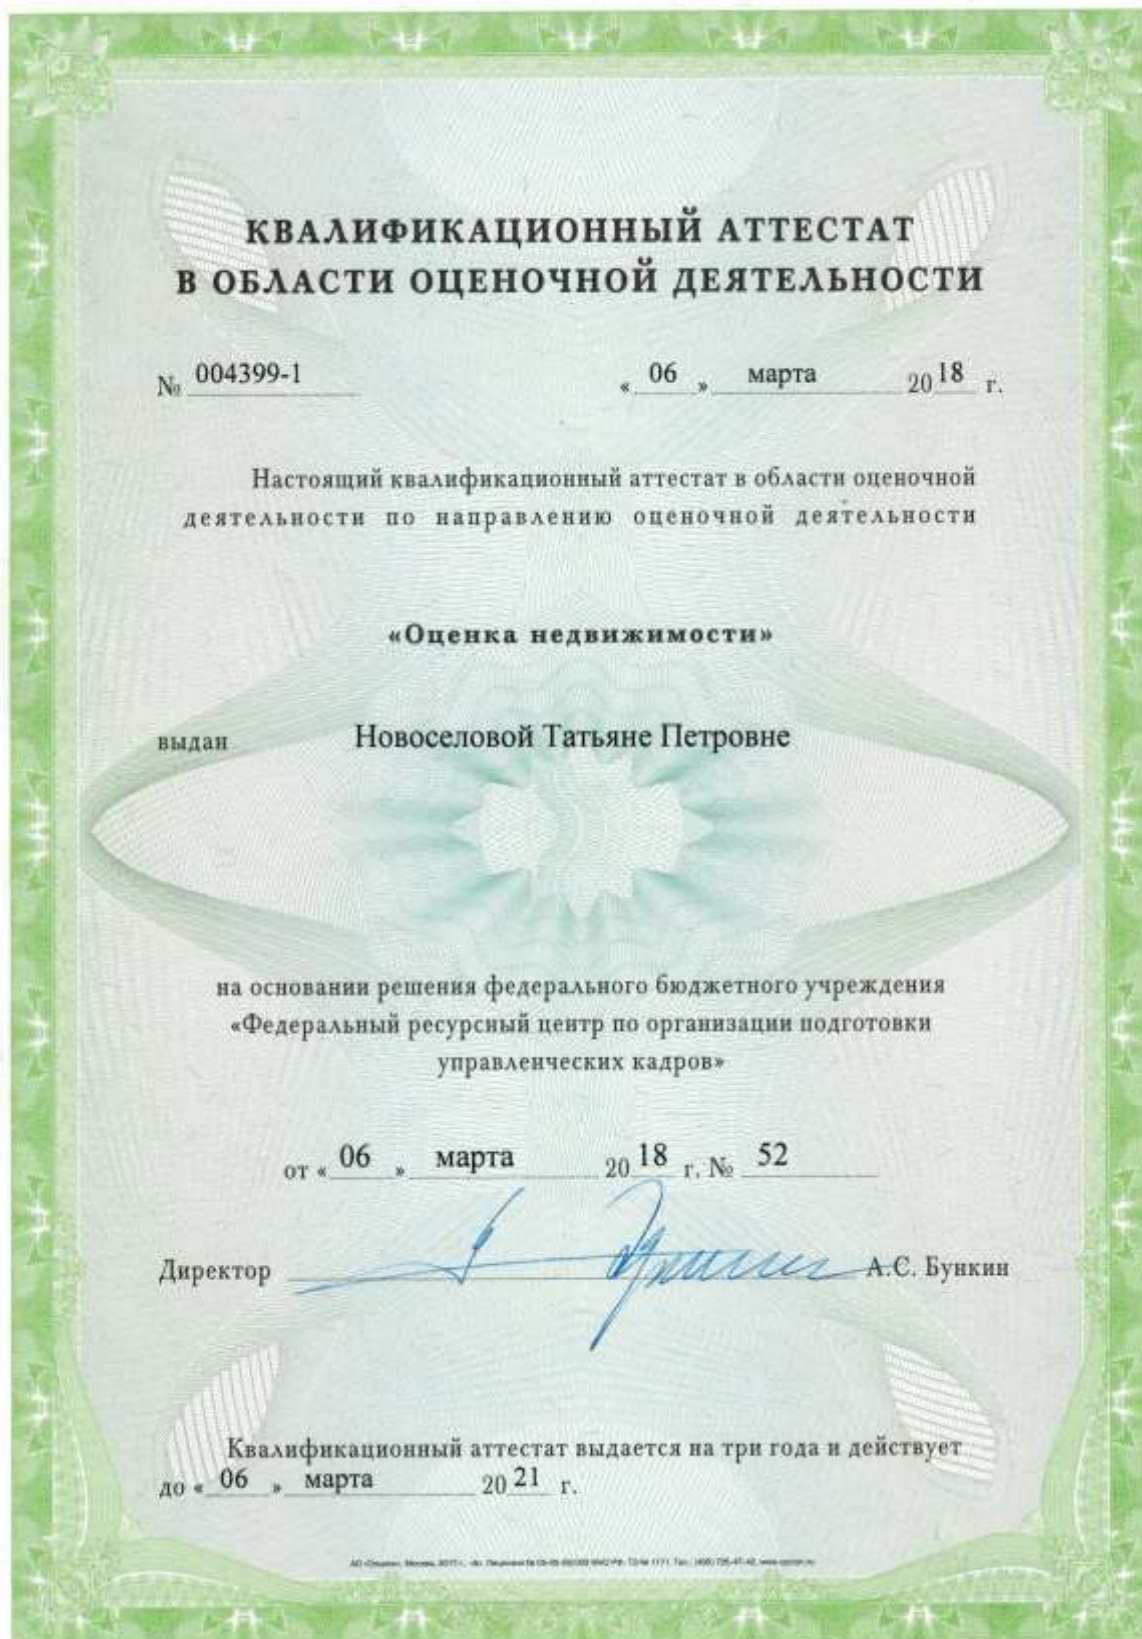 КВАЛИФИКАЦИОННЫЙ АТТЕСТАТ
В ОБЛАСТИ ОЦЕНОЧНОЙ ДЕЯТЕЛЬНОСТИ
№ 004399-1 « 06 » марта 2018 г.
Настоящий квалификационный аттестат в области оценочной
деятельности по направлению оценочной деятельности
«Оценка недвижимости»
выдан Новоселовой Татьяне Петровне
на основании решения федерального бюджетного учреждения
«Федеральный ресурсный центр по организации подготовки
управленческих кадров»
от « 06 » марта 2018 г. № 52
Директор А.С. Бункин
Квалификационный аттестат выдается на три года и действует
до « 06 » марта 2021 г.